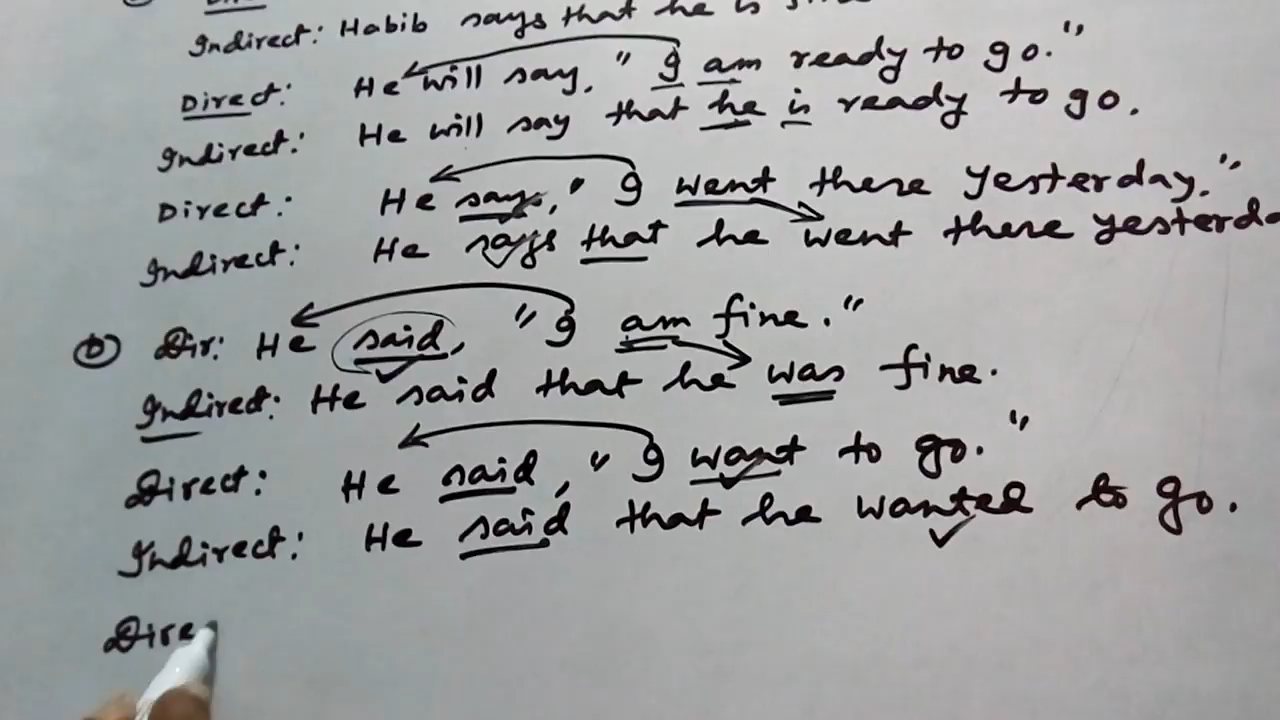 Indirect: Habib says that he is
Direct: He will say, "I am ready to go."
Indirect: He will say that he is ready to go.
Direct: He says, "I went there yesterday."
Indirect: He says that he went there yesterda
b Dir: He said, "I am fine."
Indirect: He said that he was fine.
Direct: He said, "I want to go."
Indirect: He said that he wanted to go.
Dire